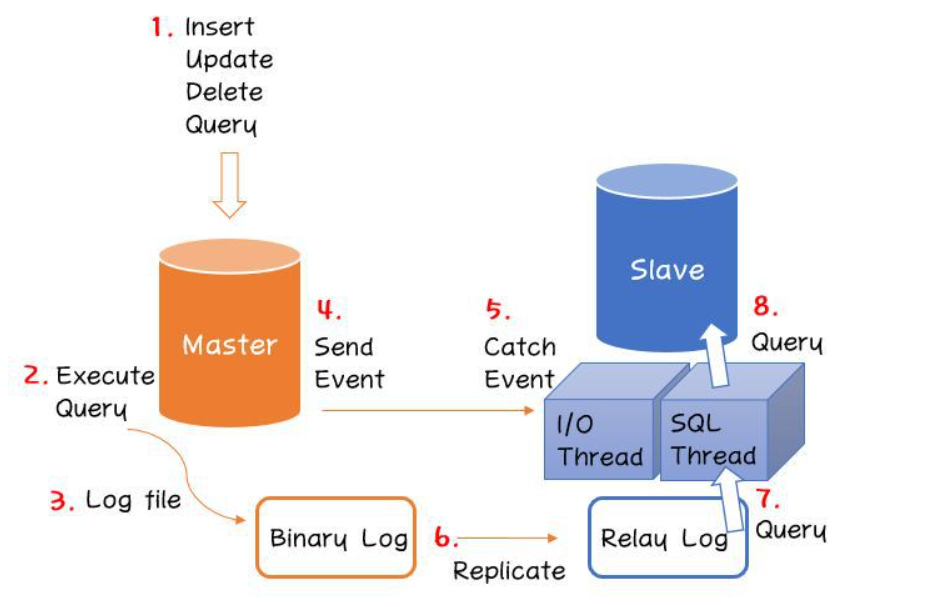 1. Insert
Update
Delete
Query
Master
2. Execute
Query
3. Log file
Binary Log
4.
Send
Event
5.
Catch
Event
I/O
Thread
6.
Replicate
Relay Log
SQL
Thread
7.
Query
8.
Query
Slave